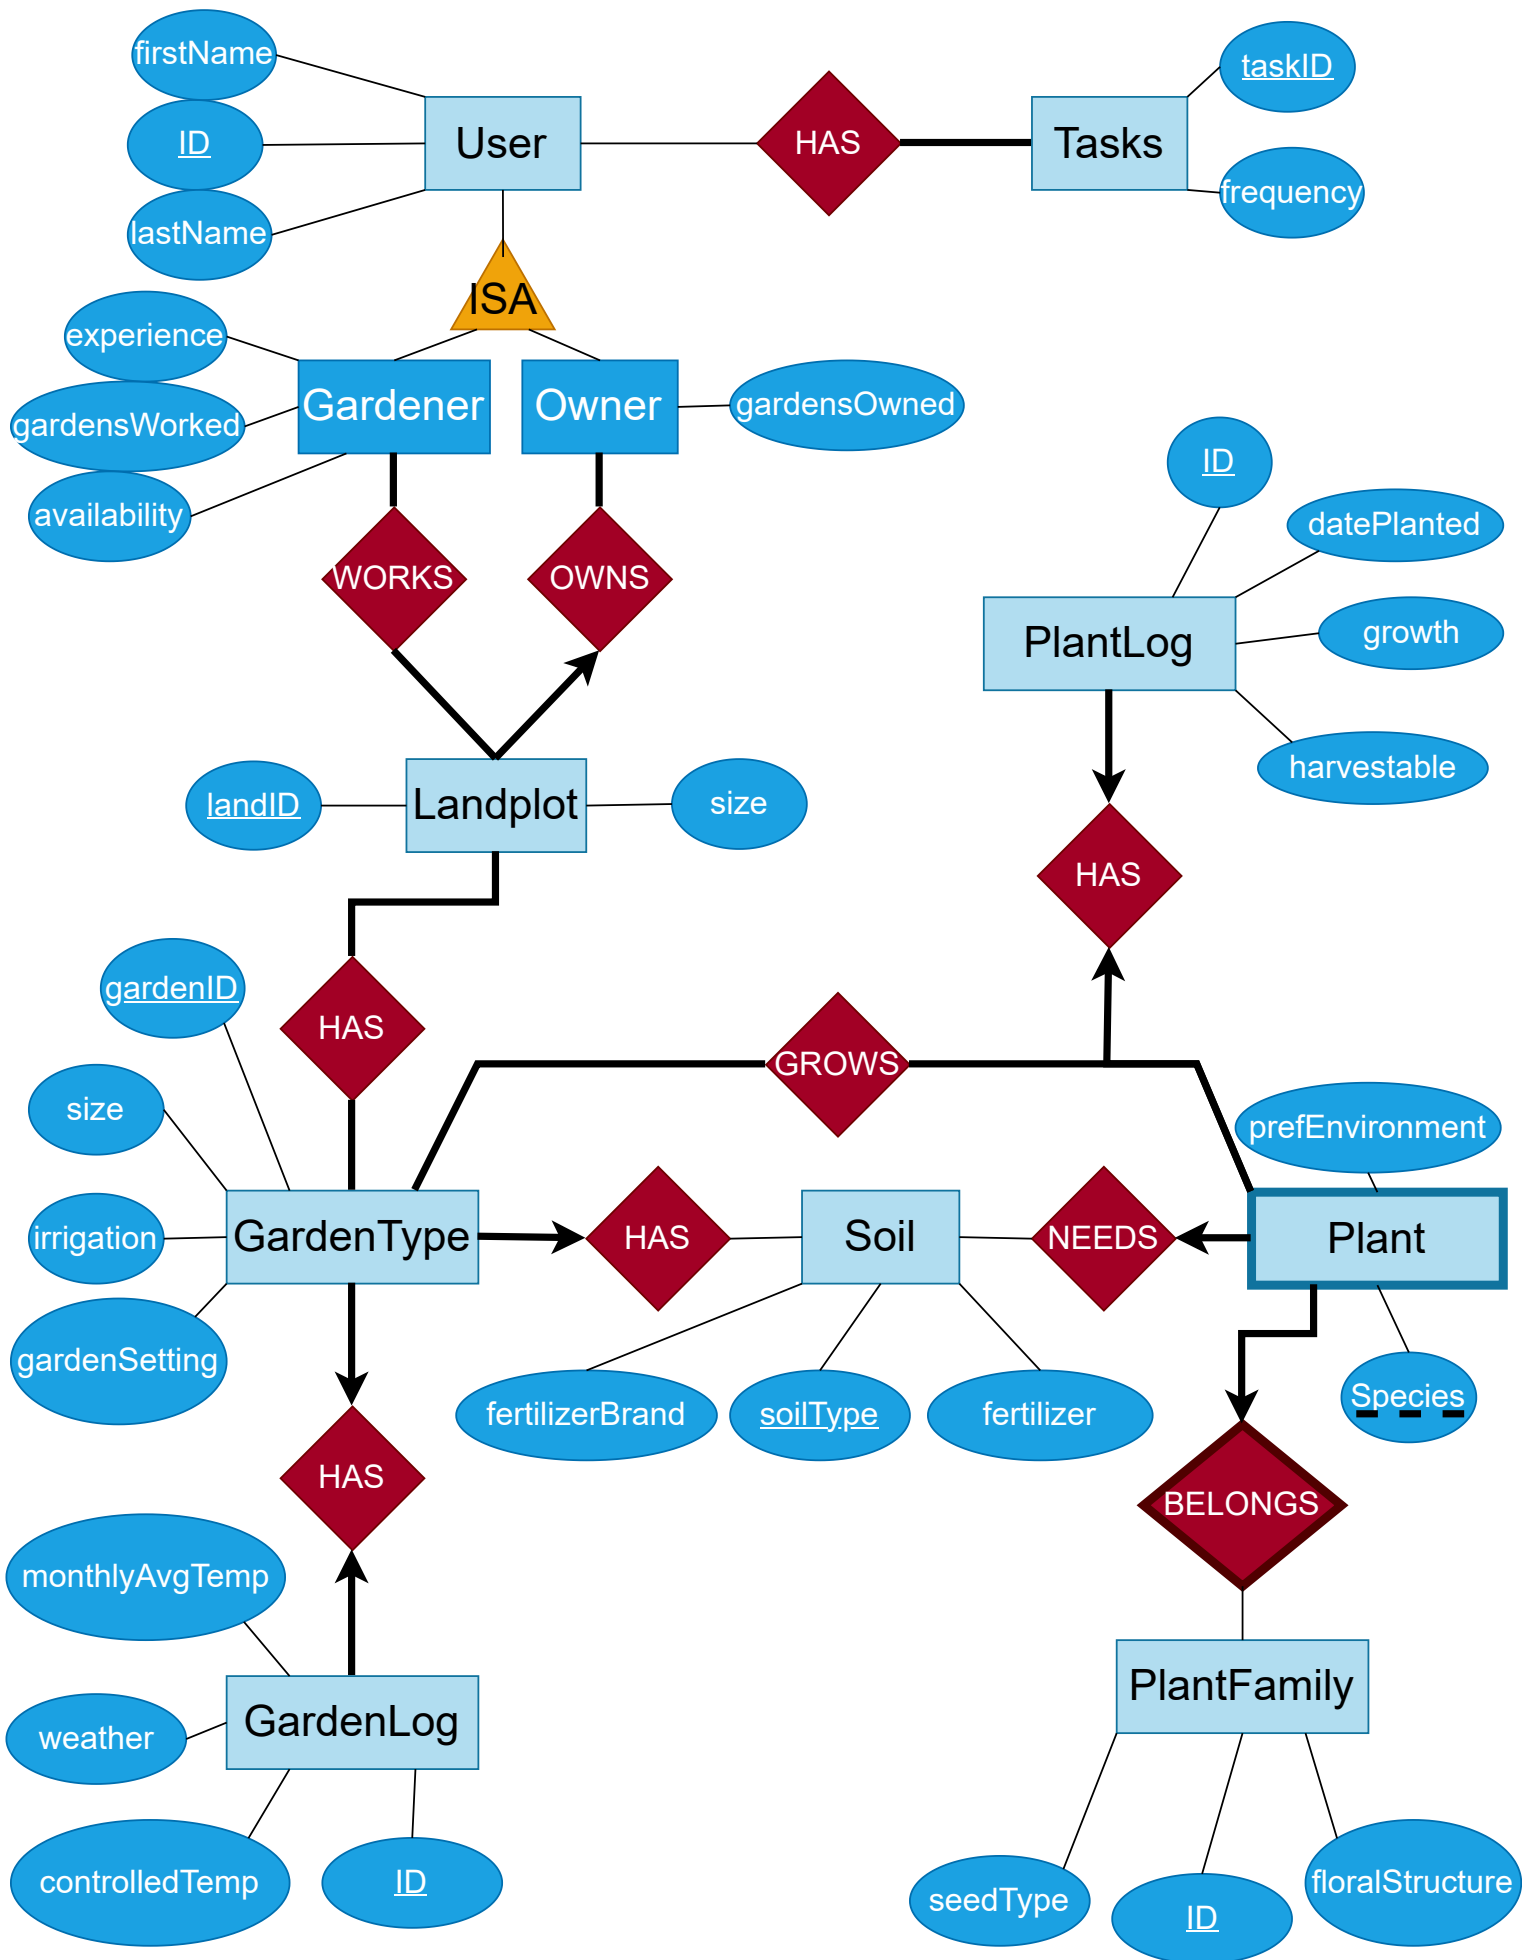 firstName
taskID
ID
User
HAS
Tasks
frequency
lastName
ISA
experience
Gardener
Owner
gardensOwned
gardensWorked
ID
availability
datePlanted
WORKS
OWNS
growth
PlantLog
harvestable
landID
Landplot
size
HAS
gardenID
HAS
GROWS
size
prefEnvironment
irrigation
GardenType
HAS
Soil
NEEDS
Plant
gardenSetting
fertilizerBrand
soilType
fertilizer
Species
HAS
BELONGS
monthlyAvgTemp
PlantFamily
weather
GardenLog
controlledTemp
ID
seedType
ID
floralStructure